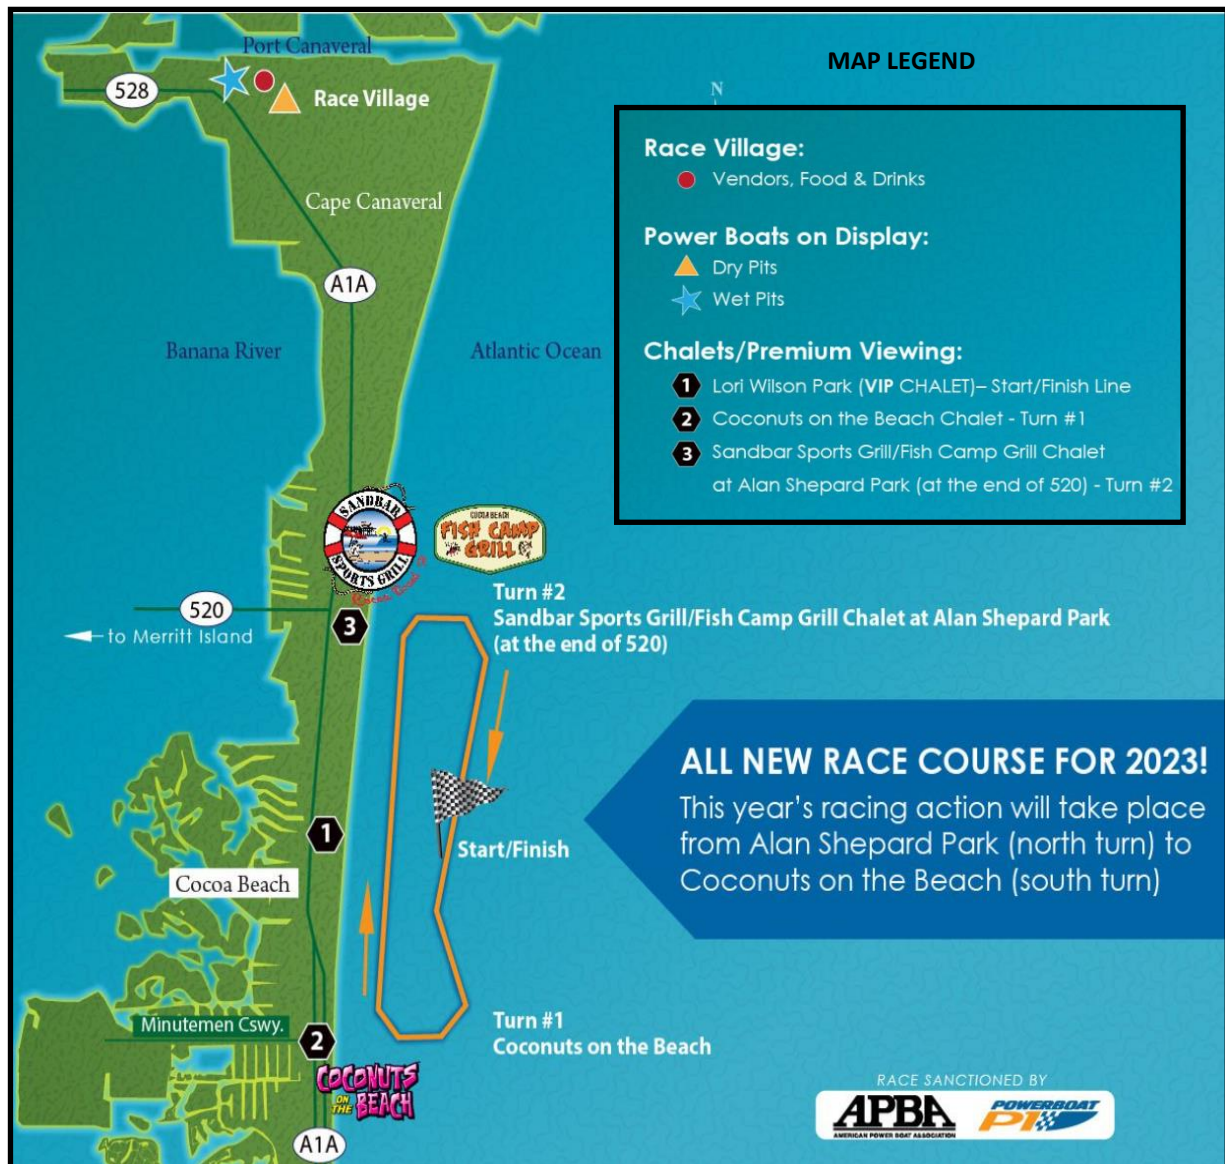 Port Canaveral
MAP LEGEND
N
528
Race Village
Cape Canaveral
A1A
Banana River
Atlantic Ocean
Race Village:
Vendors, Food & Drinks
Power Boats on Display:
Dry Pits
Wet Pits
Chalets/Premium Viewing:
1 Lori Wilson Park (VIP CHALET)– Start/Finish Line
2 Coconuts on the Beach Chalet - Turn #1
3 Sandbar Sports Grill/Fish Camp Grill Chalet
at Alan Shepard Park (at the end of 520) - Turn #2
SANDBAR
SPORTS GRILL
COCOA BEACH
FISH CAMP
GRILL
520
to Merritt Island
3
Turn #2
Sandbar Sports Grill/Fish Camp Grill Chalet at Alan Shepard Park
(at the end of 520)
ALL NEW RACE COURSE FOR 2023!
This year's racing action will take place
from Alan Shepard Park (north turn) to
Coconuts on the Beach (south turn)
1
Start/Finish
Cocoa Beach
Minutemen Cswy.
2
Turn #1
Coconuts on the Beach
COCONUTS
ON THE BEACH
A1A
RACE SANCTIONED BY
APBA
AMERICAN POWER BOAT ASSOCIATION
POWERBOAT
P1